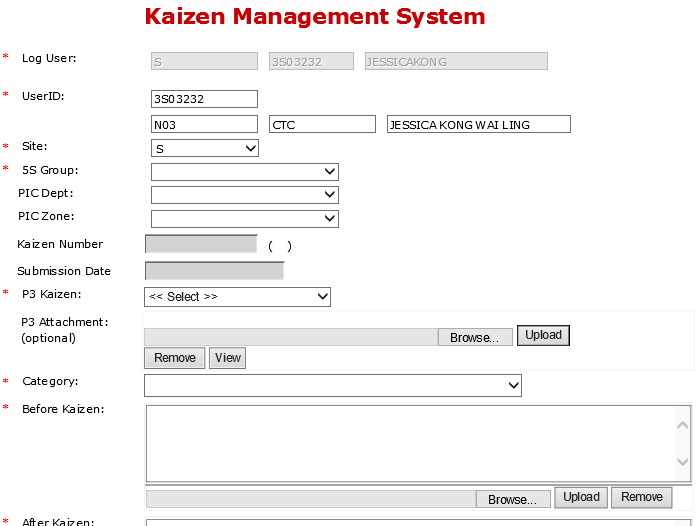 Kaizen Management System
* Log User: S 3S03232 JESSICAKONG
* UserID: 3S03232
N03 CTC JESSICA KONG WAI LING
* Site: S
* 5S Group:
PIC Dept:
PIC Zone:
Kaizen Number ( )
Submission Date
* P3 Kaizen: << Select >>
P3 Attachment:
(optional)
Browse... Upload
Remove View
* Category:
* Before Kaizen:
Browse... Upload Remove
* After Kaizen: